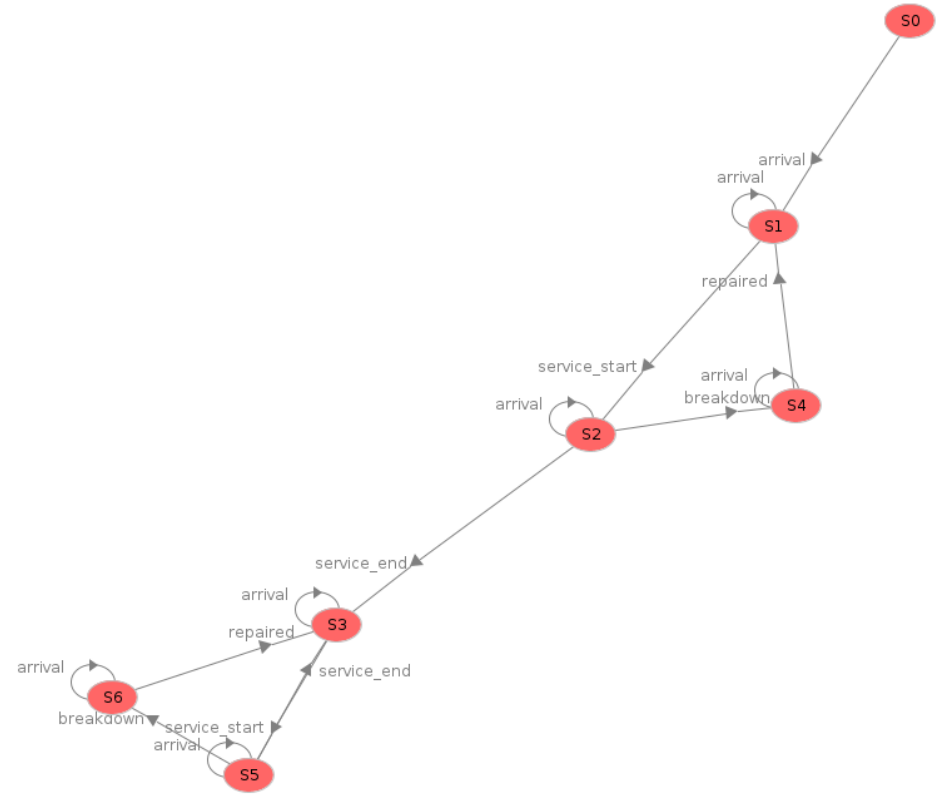 S0
arrival
arrival
S1
repaired
service_start
arrival
breakdown
arrival
S4
S2
service_end
arrival
S3
repaired
arrival
service_end
S6
breakdown
service_start
arrival
S5